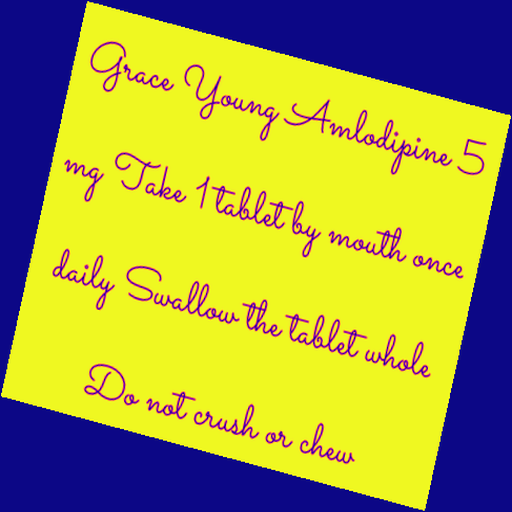 Grace Young Amlodipine 5
mg Take 1 tablet by mouth once
daily Swallow the tablet whole
Do not crush or chew